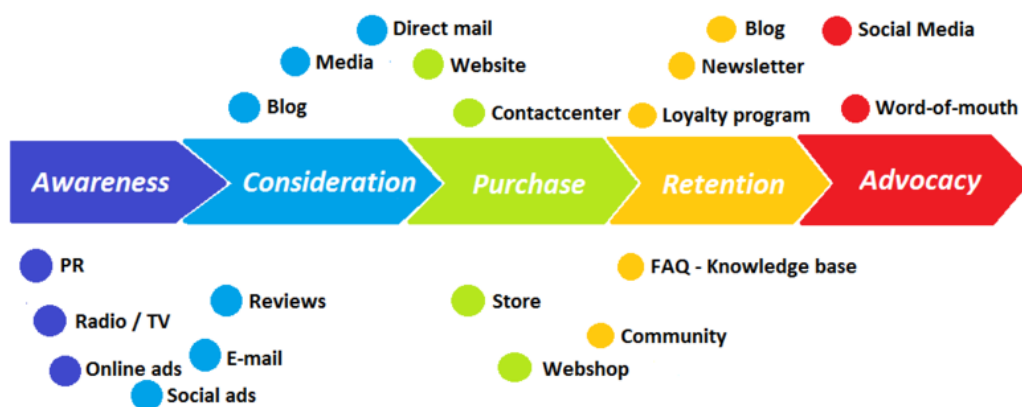 Direct mail
Blog
Social Media
Media
Website
Newsletter
Blog
Contactcenter
Loyalty program
Word-of-mouth
Awareness
Consideration
Purchase
Retention
Advocacy
PR
FAQ - Knowledge base
Reviews
Store
Radio / TV
Community
E-mail
Online ads
Webshop
Social ads